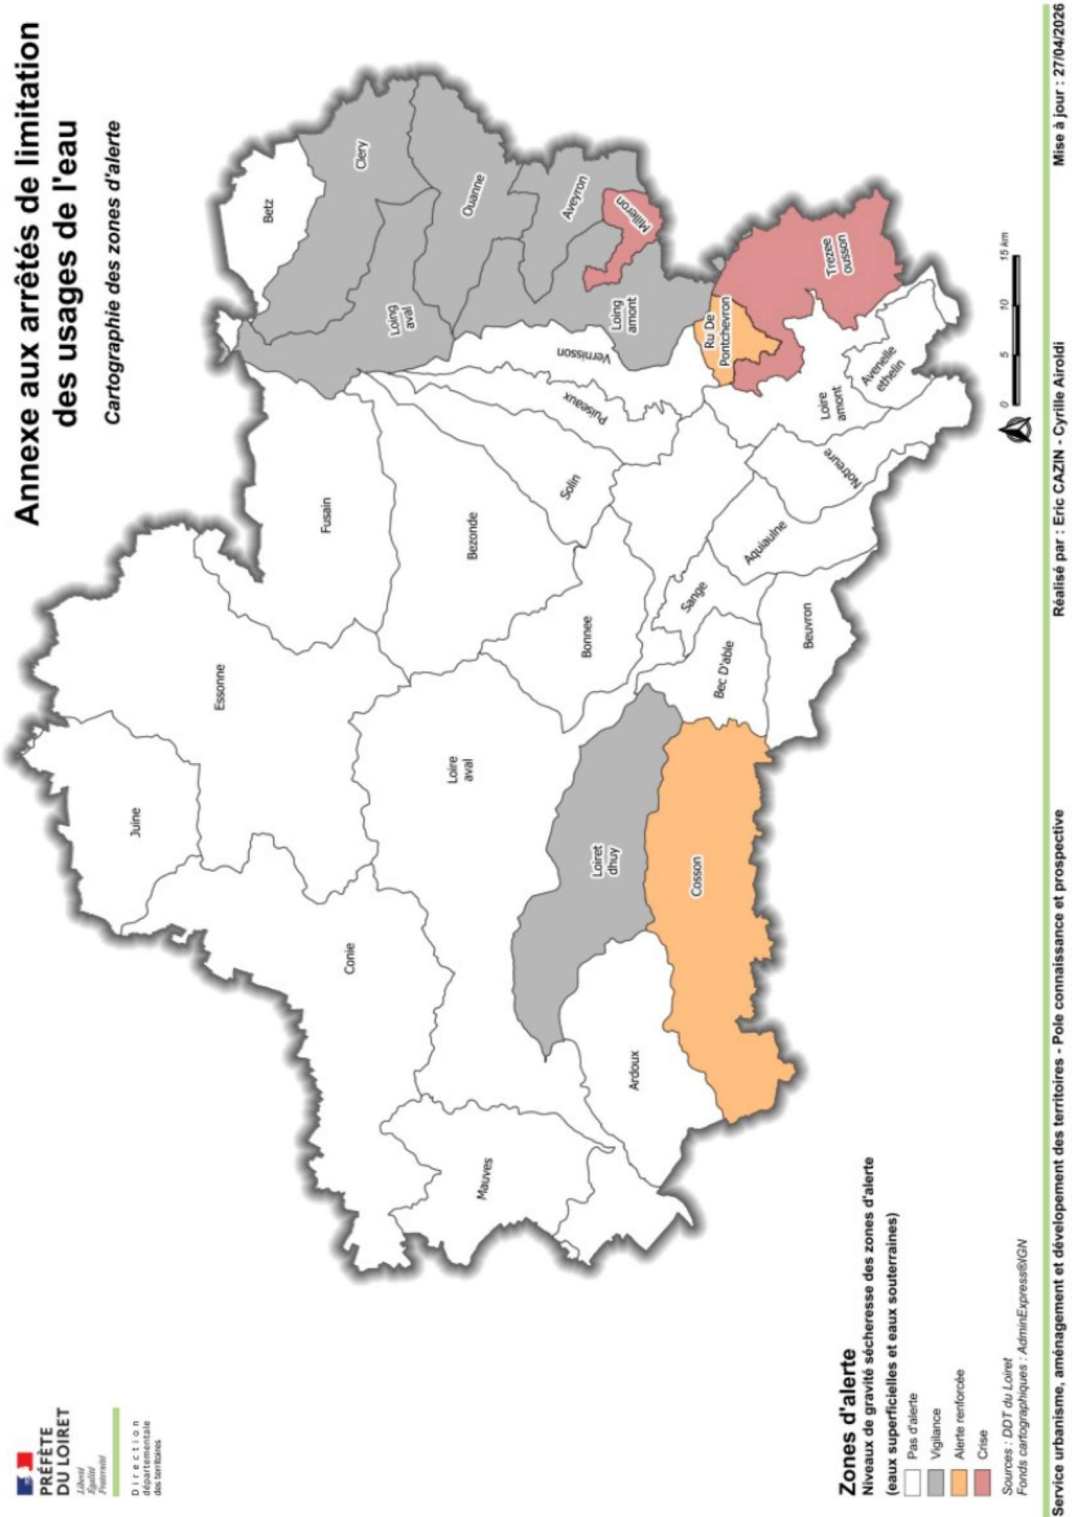 PRÉFÈTE
DU LOIRET
Liberté
Égalité
Fraternité
Direction
départementale
des territoires
Annexe aux arrêtés de limitation
des usages de l'eau
Cartographie des zones d'alerte
Juine
Essonne
Betz
Clery
Fusain
Conie
Loing
aval
Ouanne
Loire
aval
Bezonde
Mauves
Aveyron
Milleron
Solin
Puiseaux
Vernisson
Loing
amont
Bonnee
Loiret
dhuy
Ardoux
Cosson
Sange
Bec D'able
Ru De
Pontchevron
Aquiaulne
Beuvron
Trezee
ousson
Loire
amont
Notreure
Avenelle
ethelin
0 5 10 15 km
Zones d'alerte
Niveaux de gravité sécheresse des zones d'alerte
(eaux superficielles et eaux souterraines)
Pas d'alerte
Vigilance
Alerte renforcée
Crise
Sources : DDT du Loiret
Fonds cartographiques : AdminExpress®IGN
Service urbanisme, aménagement et dévelopement des territoires - Pole connaissance et prospective
Réalisé par : Eric CAZIN - Cyrille Airoldi
Mise à jour : 27/04/2026